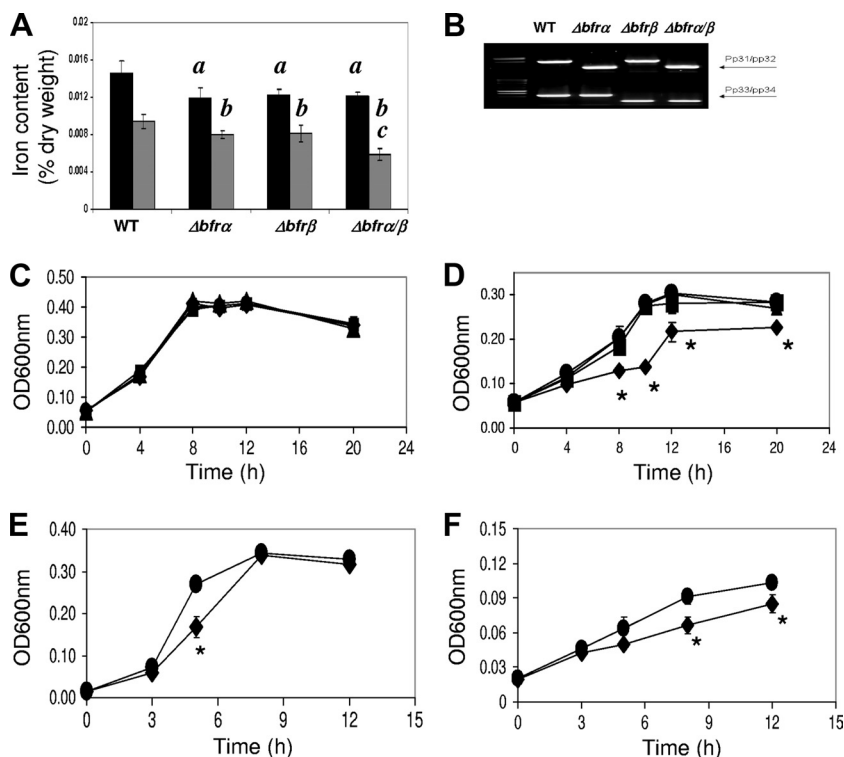 A
Iron content
(% dry weight)
0.016
0.012
0.008
0.004
0
a
a
a
b
b
b
c
WT
Δbfrα
Δbfrβ
Δbfrα/β
B
WT
Δbfrα
Δbfrβ
Δbfrα/β
Pp31/pp32
Pp33/pp34
C
OD600nm
0.50
0.40
0.30
0.20
0.10
0.00
0
4
8
12
16
20
24
Time (h)
D
OD600nm
0.30
0.20
0.10
0.00
*
*
*
*
0
4
8
12
16
20
24
Time (h)
E
OD600nm
0.40
0.30
0.20
0.10
0.00
*
0
3
6
9
12
15
Time (h)
F
OD600nm
0.15
0.12
0.09
0.06
0.03
0
*
*
0
3
6
9
12
15
Time (h)